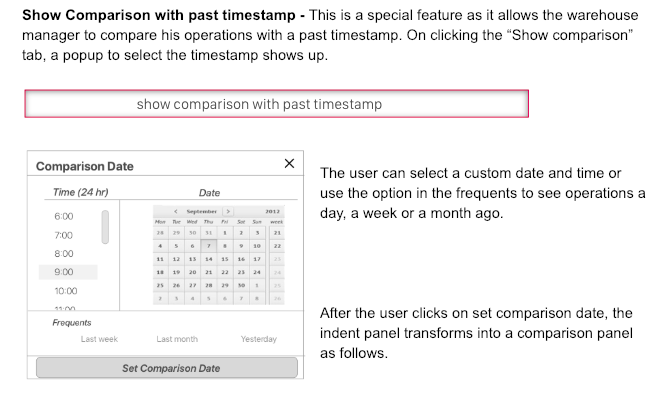 Show Comparison with past timestamp - This is a special feature as it allows the warehouse
manager to compare his operations with a past timestamp. On clicking the “Show comparison”
tab, a popup to select the timestamp shows up.
show comparison with past timestamp
Comparison Date ×
Time (24 hr)
6:00
7:00
8:00
9:00
10:00
11:00
Date
< September > 2012
Mon Tue Wed Thu Fri Sat Sun week
28 29 30 31 1 2 3 21
4 5 6 7 8 9 10 22
11 12 13 14 15 16 17
18 19 20 21 22 23 24
25 26 27 28 29 30 1
2 3 4 5 6 7 8
Frequents
Last week Last month Yesterday
Set Comparison Date
The user can select a custom date and time or
use the option in the frequents to see operations a
day, a week or a month ago.
After the user clicks on set comparison date, the
indent panel transforms into a comparison panel
as follows.